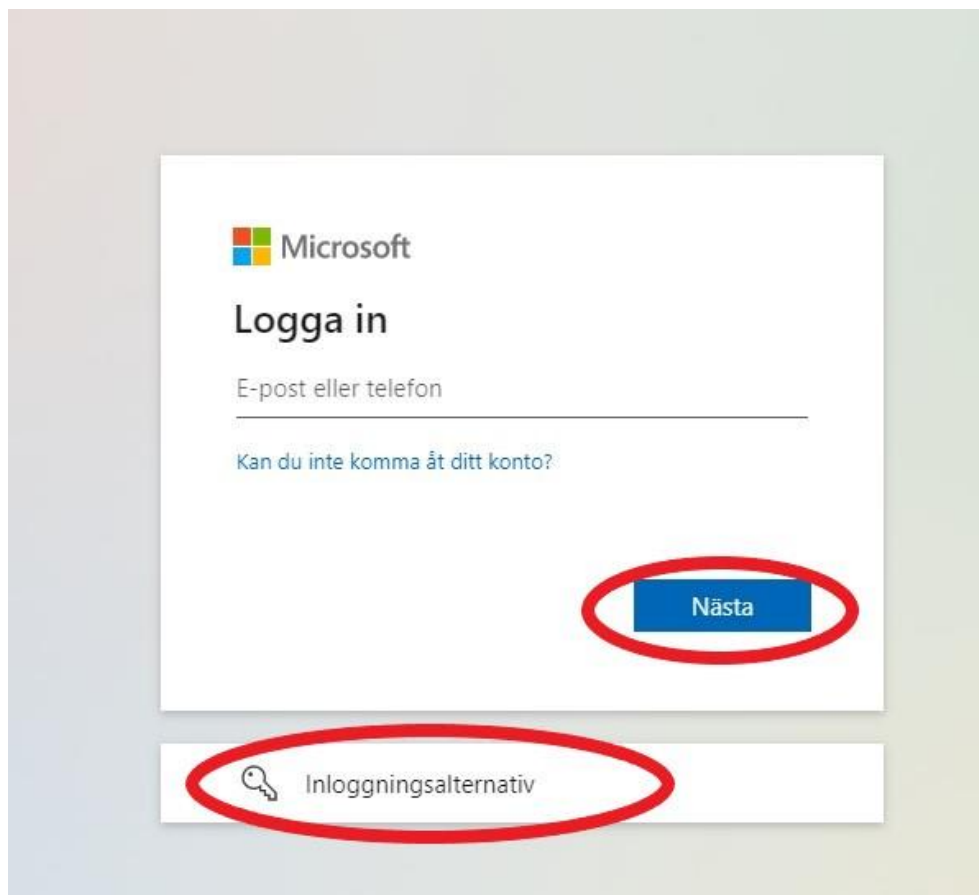 Microsoft
Logga in
E-post eller telefon
Kan du inte komma åt ditt konto?
Nästa
Inloggningsalternativ